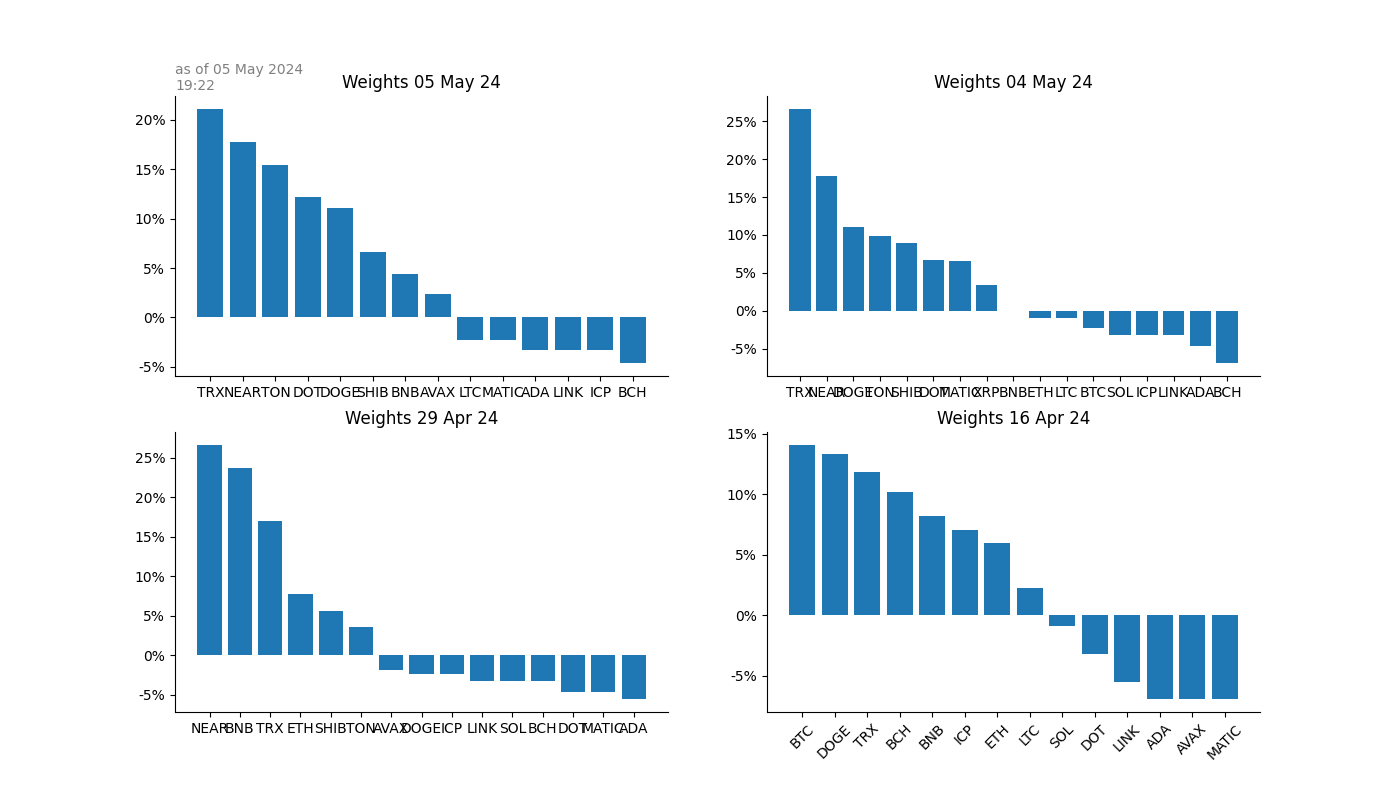 as of 05 May 2024
19:22
Weights 05 May 24
20%
15%
10%
5%
0%
-5%
TRX NEAR TON DOT DOGE SHIB BNB AVAX LTC MATIC ADA LINK ICP BCH
Weights 04 May 24
25%
20%
15%
10%
5%
0%
-5%
TRX NEAR DOGE TON SHIB DOT MATIC XRP BNB ETH LTC BTC SOL ICP LINK ADA BCH
Weights 29 Apr 24
25%
20%
15%
10%
5%
0%
-5%
NEAR BNB TRX ETH SHIB TON AVAX DOGE ICP LINK SOL BCH DOT MATIC ADA
Weights 16 Apr 24
15%
10%
5%
0%
-5%
BTC DOGE TRX BCH BNB ICP ETH LTC SOL DOT LINK ADA AVAX MATIC